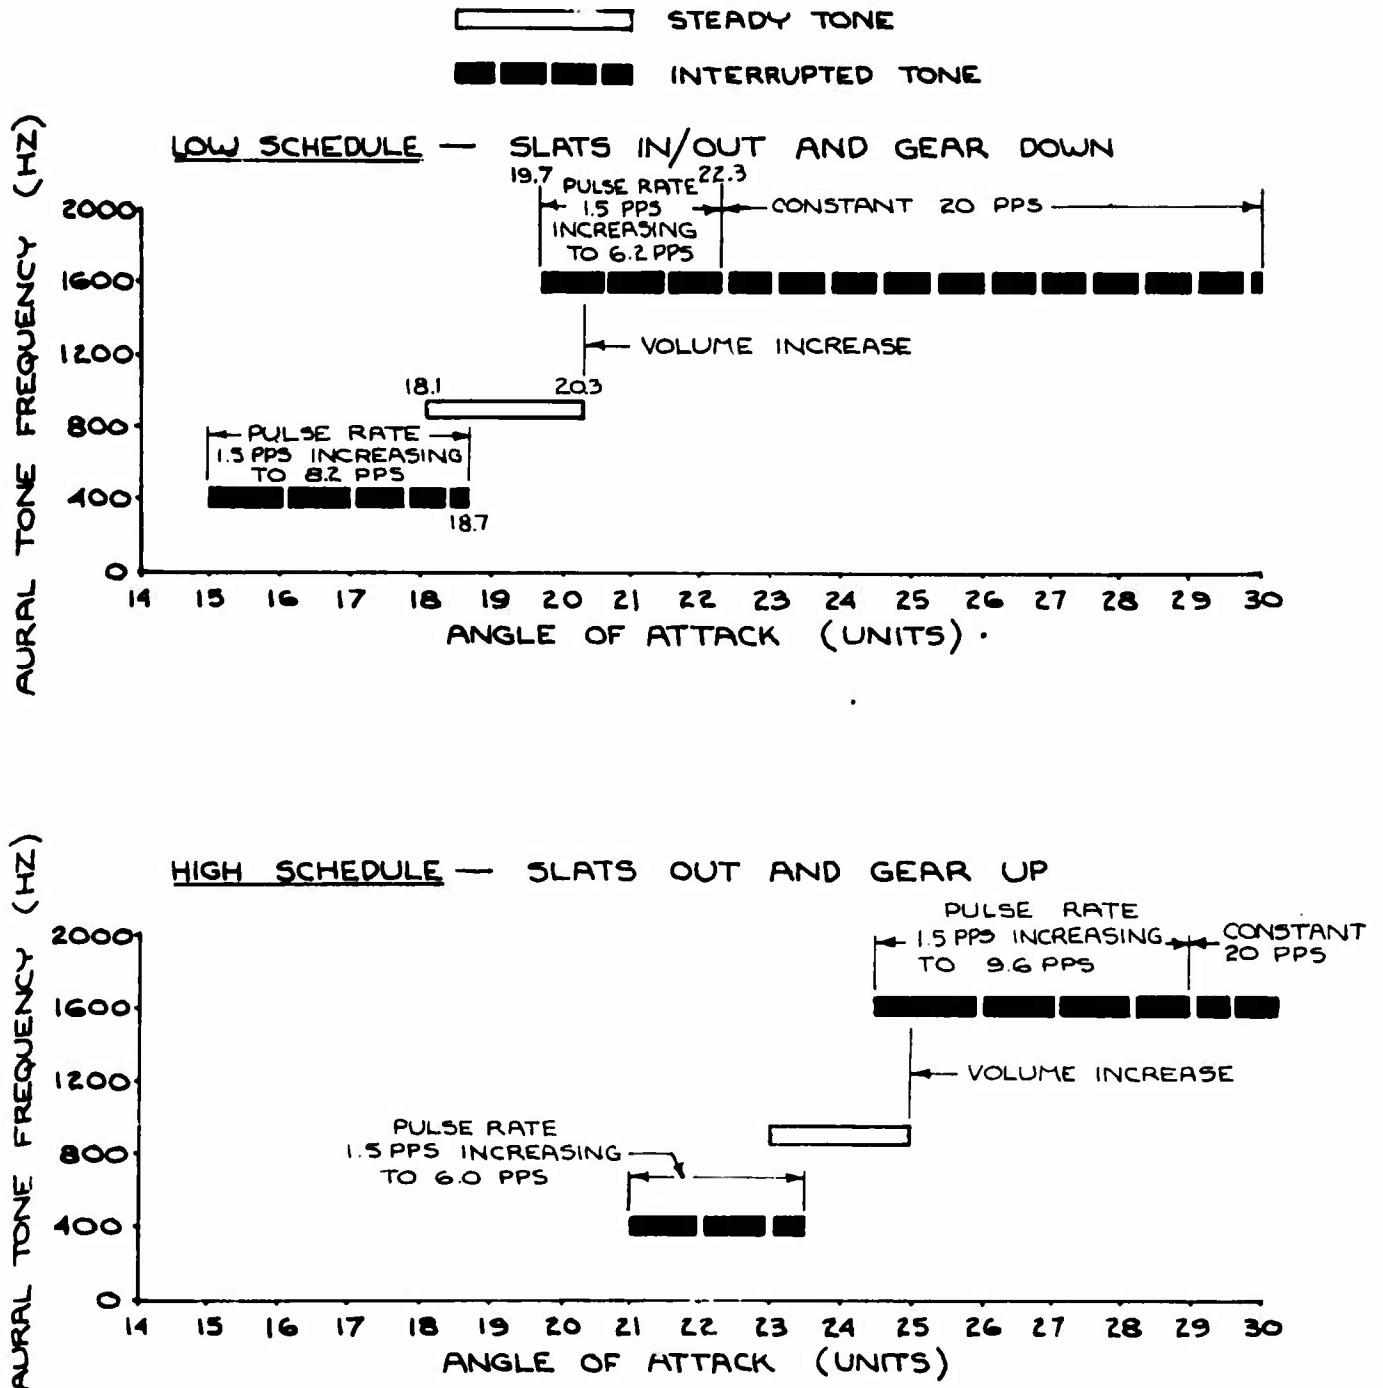 STEADY TONE
INTERRUPTED TONE
AURAL TONE FREQUENCY (HZ)
LOW SCHEDULE — SLATS IN/OUT AND GEAR DOWN
19.7
22.3
PULSE RATE
1.5 PPS
INCREASING
TO 6.2 PPS
CONSTANT 20 PPS
2000
1600
1200
800
400
0
VOLUME INCREASE
18.1
20.3
PULSE RATE
1.5 PPS INCREASING
TO 8.2 PPS
18.7
14 15 16 17 18 19 20 21 22 23 24 25 26 27 28 29 30
ANGLE OF ATTACK (UNITS)
AURAL TONE FREQUENCY (HZ)
HIGH SCHEDULE — SLATS OUT AND GEAR UP
PULSE RATE
1.5 PPS INCREASING
TO 9.6 PPS
CONSTANT
20 PPS
2000
1600
1200
800
400
0
VOLUME INCREASE
PULSE RATE
1.5 PPS INCREASING
TO 6.0 PPS
14 15 16 17 18 19 20 21 22 23 24 25 26 27 28 29 30
ANGLE OF ATTACK (UNITS)